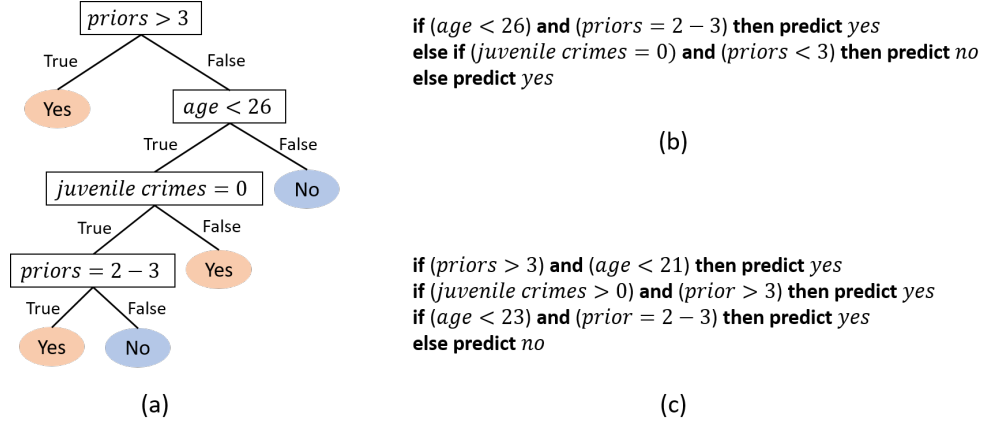 priors > 3
True
False
Yes
age < 26
True
False
juvenile crimes = 0
No
True
False
priors = 2 − 3
Yes
True
False
Yes
No
(a)
if (age < 26) and (priors = 2 − 3) then predict yes
else if (juvenile crimes = 0) and (priors < 3) then predict no
else predict yes
(b)
if (priors > 3) and (age < 21) then predict yes
if (juvenile crimes > 0) and (prior > 3) then predict yes
if (age < 23) and (prior = 2 − 3) then predict yes
else predict no
(c)